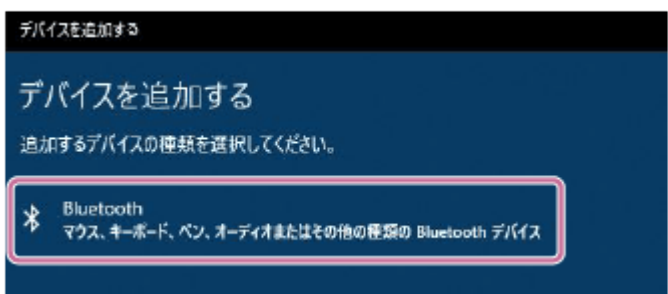 デバイスを追加する
デバイスを追加する
追加するデバイスの種類を選択してください。
Bluetooth
マウス、キーボード、ペン、オーディオまたはその他の種類の Bluetooth デバイス